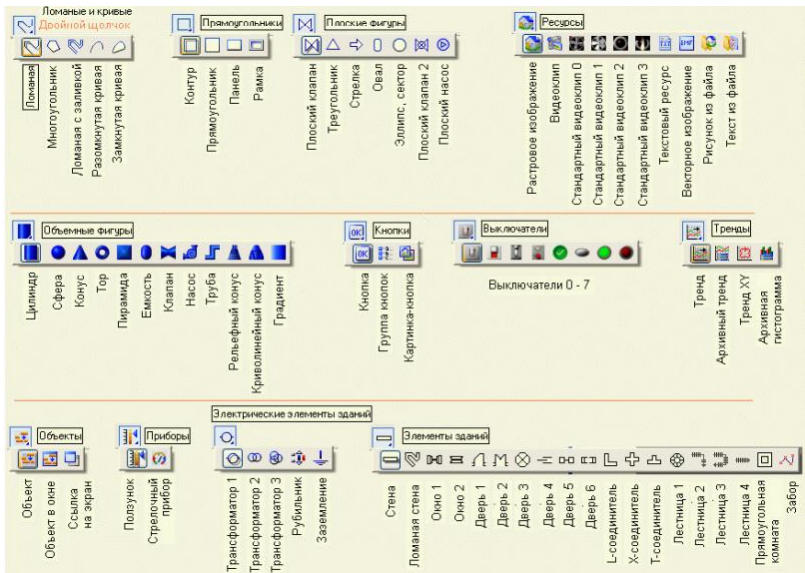 Ломаные и кривые
Двойной щелчок
Ломаная
Многоугольник
Ломаная с заливкой
Разомкнутая кривая
Замкнутая кривая
Прямоугольники
Контур
Прямоугольник
Панель
Рамка
Плоские фигуры
Плоский клапан
Треугольник
Стрелка
Овал
Эллипс, сектор
Плоский клапан 2
Плоский насос
Ресурсы
TXT
EMF
Растровое изображение
Видеоклип
Стандартный видеоклип 0
Стандартный видеоклип 1
Стандартный видеоклип 2
Стандартный видеоклип 3
Текстовый ресурс
Векторное изображение
Рисунок из файла
Текст из файла
Объемные фигуры
Цилиндр
Сфера
Конус
Тор
Пирамида
Емкость
Клапан
Насос
Труба
Рельефный конус
Криволинейный конус
Градиент
OK
Кнопки
OK
Кнопка
Группа кнопок
Картинка-кнопка
Выключатели
Выключатели 0 - 7
Тренды
Тренд
Архивный тренд
Тренд XY
Архивная
гистограмма
Объекты
Объект
Объект в окне
Ссылка
на экран
Приборы
Ползунок
Стрелочный
прибор
Электрические элементы зданий
Трансформатор 1
Трансформатор 2
Трансформатор 3
Рубильник
Заземление
Элементы зданий
Стена
Ломаная стена
Окно 1
Окно 2
Дверь 1
Дверь 2
Дверь 3
Дверь 4
Дверь 5
Дверь 6
L-соединитель
X-соединитель
T-соединитель
Лестница 1
Лестница 2
Лестница 3
Лестница 4
Прямоугольная
комната
Забор